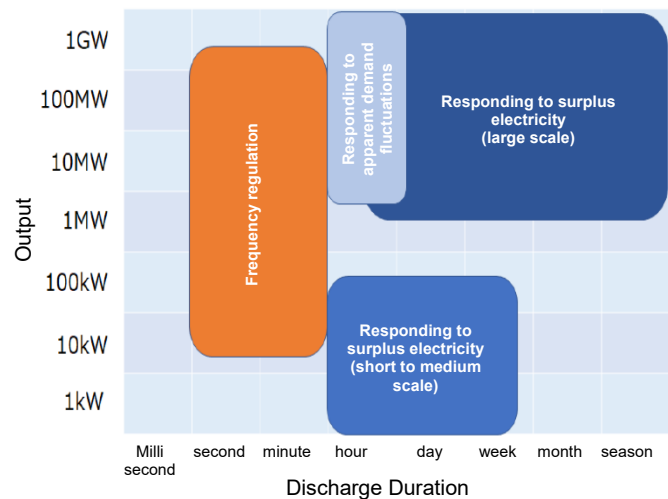 1GW
100MW
10MW
1MW
100kW
10kW
1kW
Output
Frequency regulation
Responding to
apparent demand
fluctuations
Responding to surplus
electricity
(large scale)
Responding to
surplus electricity
(short to medium
scale)
Milli
second
second
minute
hour
day
week
month
season
Discharge Duration